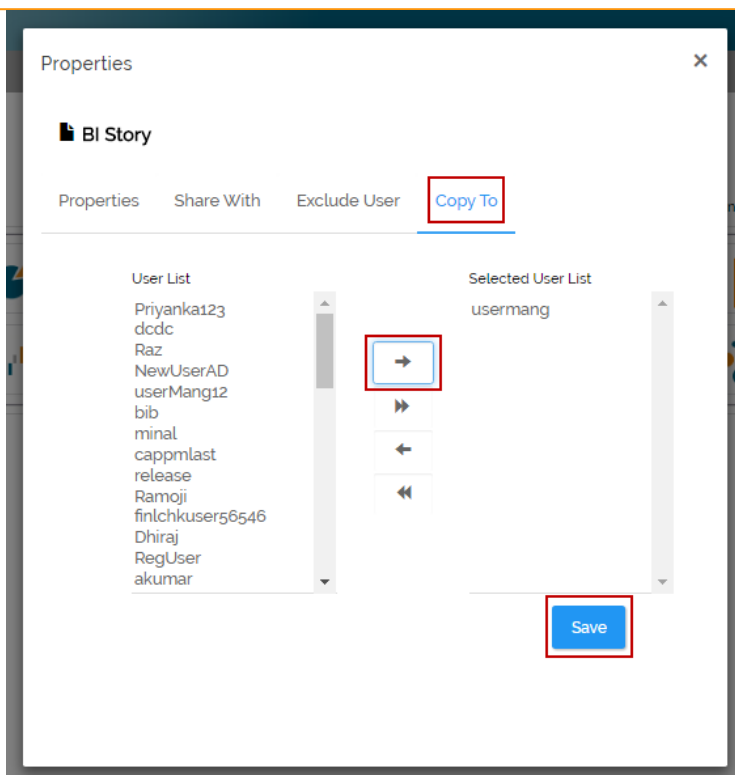 Properties
×
BI Story
Properties Share With Exclude User Copy To
User List
Selected User List
Priyanka123
dcdc
Raz
NewUserAD
userMang12
bib
minal
cappmlast
release
Ramoji
finlchkuser56546
Dhiraj
RegUser
akumar
usermang
Save